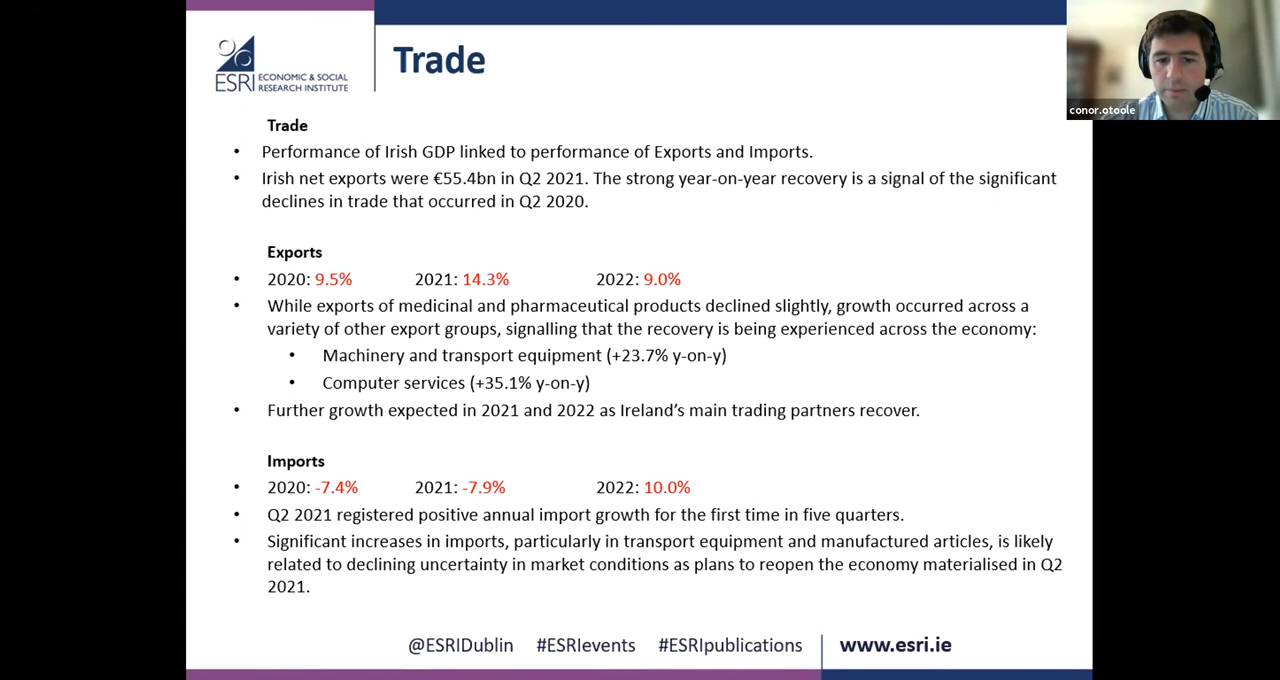 ESRI
ECONOMIC & SOCIAL
RESEARCH INSTITUTE
Trade
conor.otoole
Trade
• Performance of Irish GDP linked to performance of Exports and Imports.
• Irish net exports were €55.4bn in Q2 2021. The strong year-on-year recovery is a signal of the significant
declines in trade that occurred in Q2 2020.
Exports
• 2020: 9.5% 2021: 14.3% 2022: 9.0%
• While exports of medicinal and pharmaceutical products declined slightly, growth occurred across a
variety of other export groups, signalling that the recovery is being experienced across the economy:
• Machinery and transport equipment (+23.7% y-on-y)
• Computer services (+35.1% y-on-y)
• Further growth expected in 2021 and 2022 as Ireland’s main trading partners recover.
Imports
• 2020: -7.4% 2021: -7.9% 2022: 10.0%
• Q2 2021 registered positive annual import growth for the first time in five quarters.
• Significant increases in imports, particularly in transport equipment and manufactured articles, is likely
related to declining uncertainty in market conditions as plans to reopen the economy materialised in Q2
2021.
@ESRIDublin #ESRIevents #ESRIpublications www.esri.ie